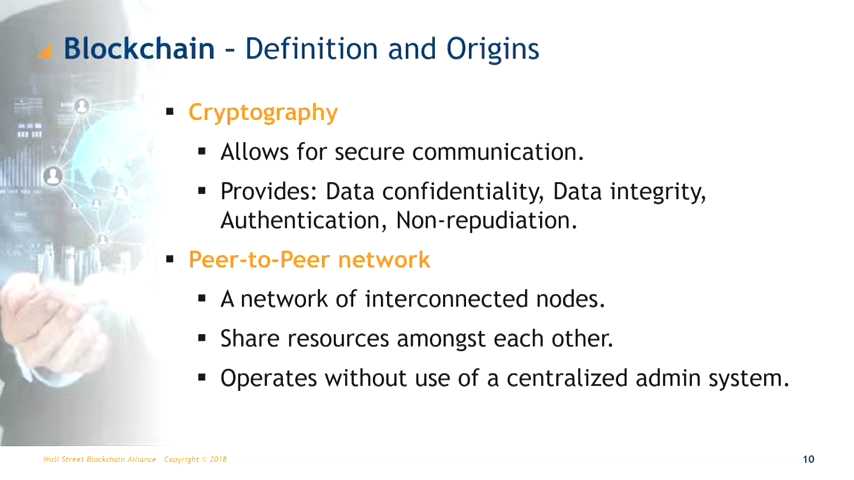 Blockchain – Definition and Origins
▪ Cryptography
▪ Allows for secure communication.
▪ Provides: Data confidentiality, Data integrity,
Authentication, Non-repudiation.
▪ Peer-to-Peer network
▪ A network of interconnected nodes.
▪ Share resources amongst each other.
▪ Operates without use of a centralized admin system.
Wall Street Blockchain Alliance Copyright © 2018
10